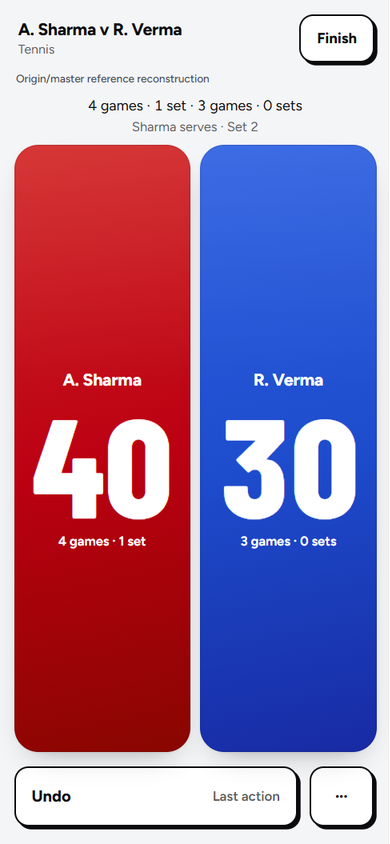 A. Sharma v R. Verma
Tennis
Finish
Origin/master reference reconstruction
4 games · 1 set · 3 games · 0 sets
Sharma serves · Set 2
A. Sharma
40
4 games · 1 set
R. Verma
30
3 games · 0 sets
Undo
Last action
···